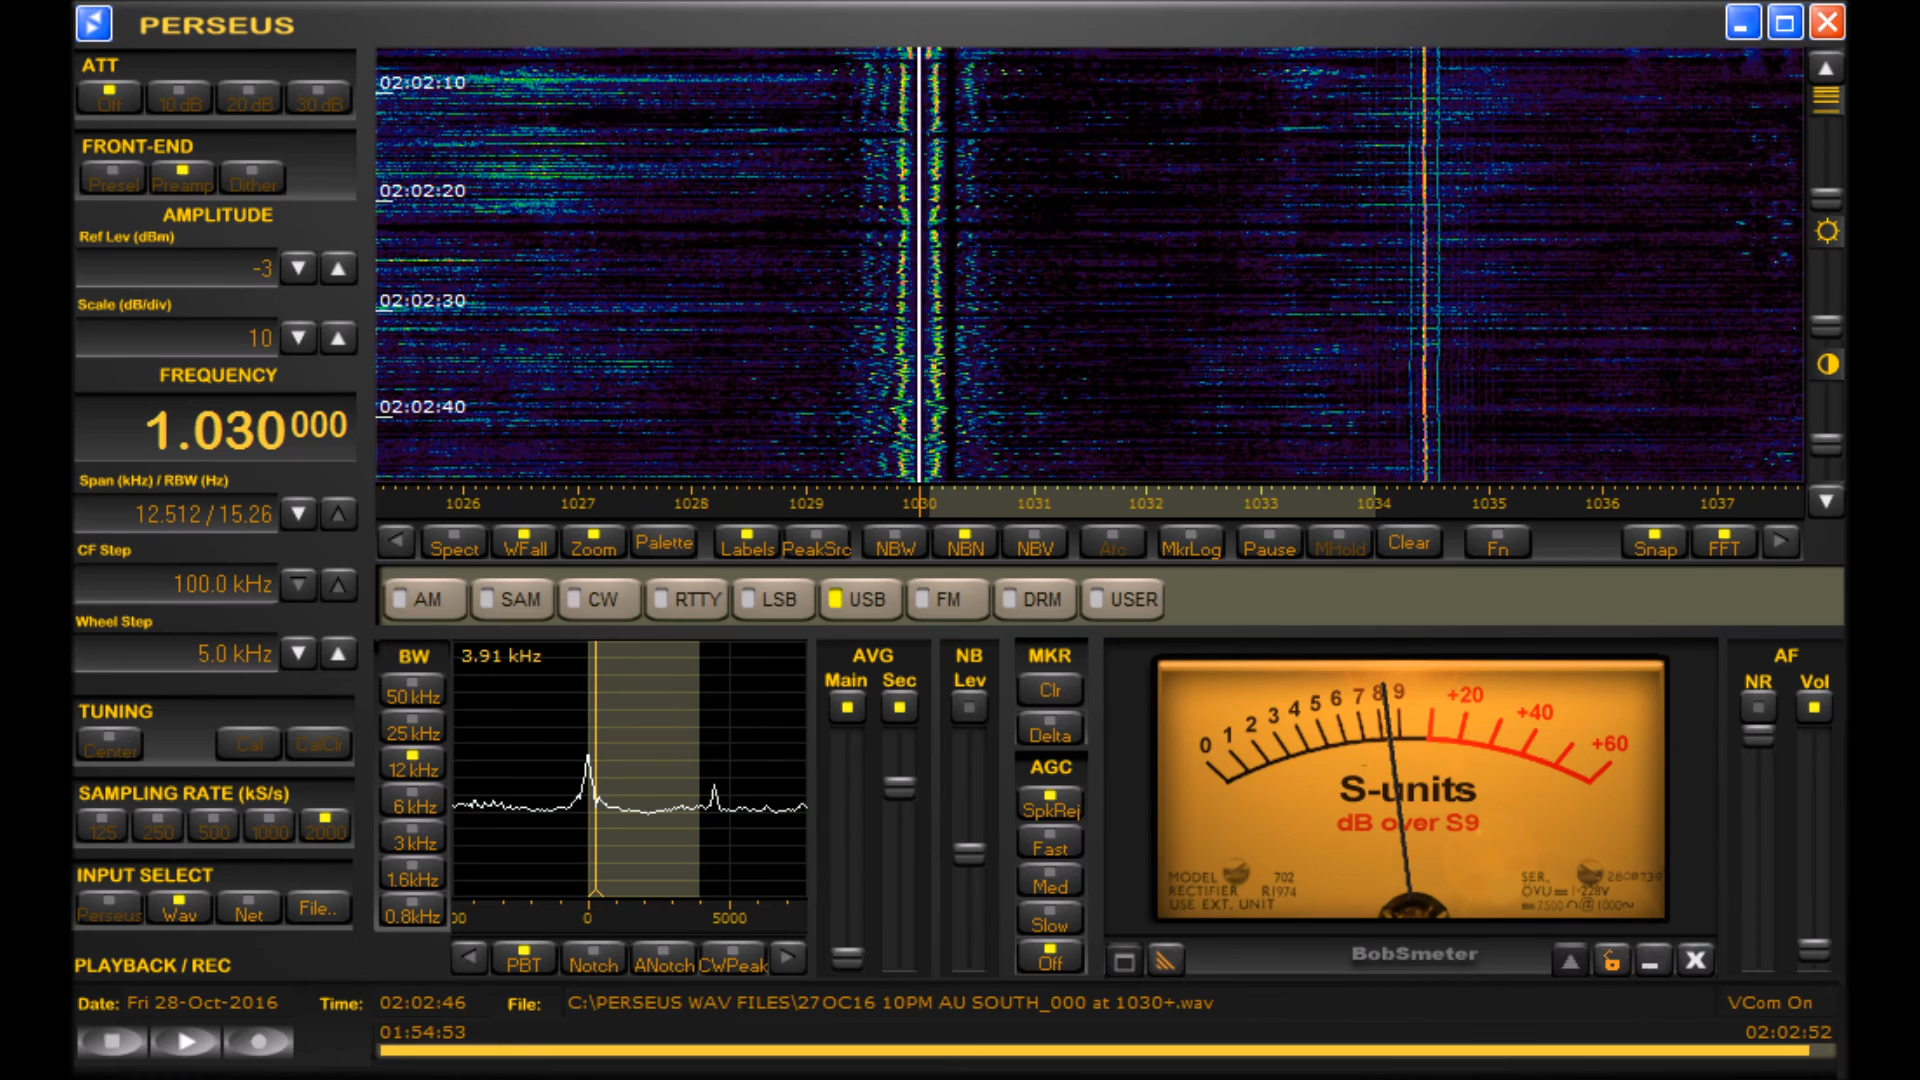 PERSEUS
ATT
Off 10 dB 20 dB 30 dB
FRONT-END
Presel Preamp Dither
AMPLITUDE
Ref Lev (dBm)
-3
Scale (dB/div)
10
FREQUENCY
1.030000
Span (kHz) / RBW (Hz)
12.512 / 15.26
CF Step
100.0 kHz
Wheel Step
5.0 kHz
TUNING
Center Cal CalClr
SAMPLING RATE (kS/s)
125 250 500 1000 2000
INPUT SELECT
Perseus Wav Net File..
02:02:10
02:02:20
02:02:30
02:02:40
1026 1027 1028 1029 1030 1031 1032 1033 1034 1035 1036 1037
Spect WFall Zoom Palette Labels PeakSrc NBW NBN NBV Arc MkrLog Pause MHold Clear Fn Snap FFT
AM SAM CW RTTY LSB USB FM DRM USER
BW
50 kHz
25 kHz
12 kHz
6 kHz
3 kHz
1.6kHz
0.8kHz
3.91 kHz
00 0 5000
PBT Notch ANotch CWPeak
AVG
Main Sec
NB
Lev
MKR
Clr
Delta
AGC
SpkRej
Fast
Med
Slow
Off
0 1 2 3 4 5 6 7 8 9 +20 +40 +60
S-units
dB over S9
MODEL 702
RECTIFIER R1974
USE EXT. UNIT
SER.
BobSmeter
AF
NR Vol
PLAYBACK / REC
Date: Fri 28-Oct-2016 Time: 02:02:46 File: C:\PERSEUS WAV FILES\27OC16 10PM AU SOUTH_000 at 1030+.wav VCom On
01:54:53 02:02:52